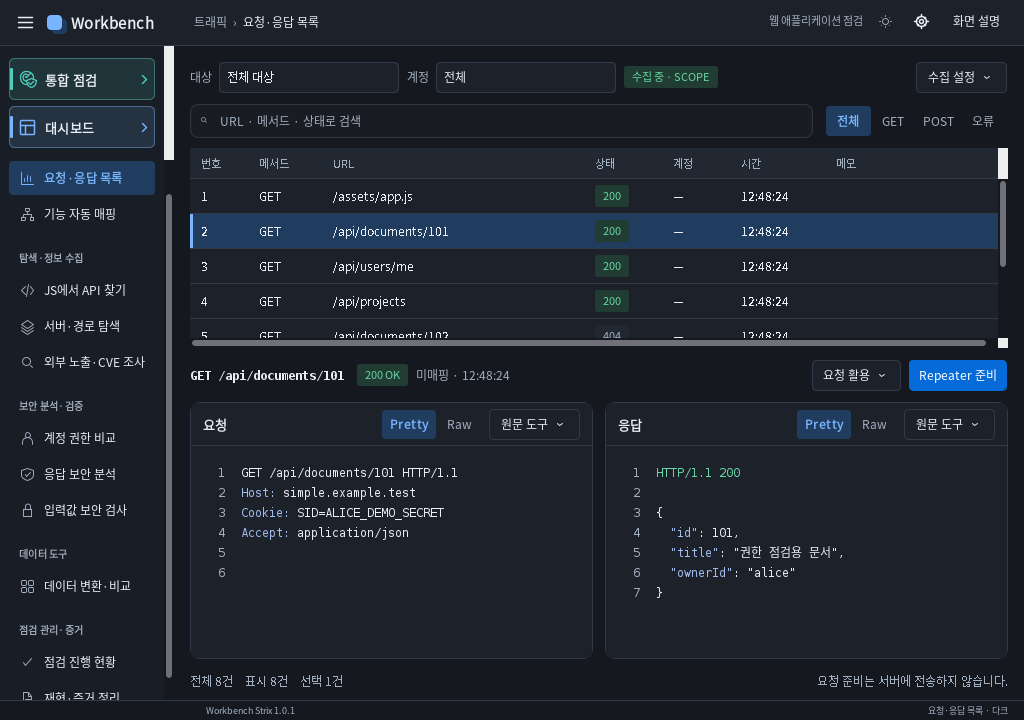 Workbench
트래픽 › 요청·응답 목록
웹 애플리케이션 점검
화면 설명
통합 점검
대시보드
요청·응답 목록
기능 자동 매핑
탐색·정보 수집
JS에서 API 찾기
서버·경로 탐색
외부 노출·CVE 조사
보안 분석·검증
계정 권한 비교
응답 보안 분석
입력값 보안 검사
데이터 도구
데이터 변환·비교
점검 관리·증거
점검 진행 현황
재현·증거 정리
대상 전체 대상 계정 전체 수집 중 · SCOPE 수집 설정
URL · 메서드 · 상태로 검색 전체 GET POST 오류
번호 메서드 URL 상태 계정 시간 메모
1 GET /assets/app.js 200 — 12:48:24
2 GET /api/documents/101 200 — 12:48:24
3 GET /api/users/me 200 — 12:48:24
4 GET /api/projects 200 — 12:48:24
5 GET /api/documents/102 404 — 12:48:24
GET /api/documents/101 200 OK 미매핑 · 12:48:24 요청 활용 Repeater 준비
요청 Pretty Raw 원문 도구
1 GET /api/documents/101 HTTP/1.1
2 Host: simple.example.test
3 Cookie: SID=ALICE_DEMO_SECRET
4 Accept: application/json
5
6
응답 Pretty Raw 원문 도구
1 HTTP/1.1 200
2
3 {
4 "id": 101,
5 "title": "권한 점검용 문서",
6 "ownerId": "alice"
7 }
전체 8건 표시 8건 선택 1건
요청 준비는 서버에 전송하지 않습니다.
Workbench Strix 1.0.1
요청·응답 목록 · 다크